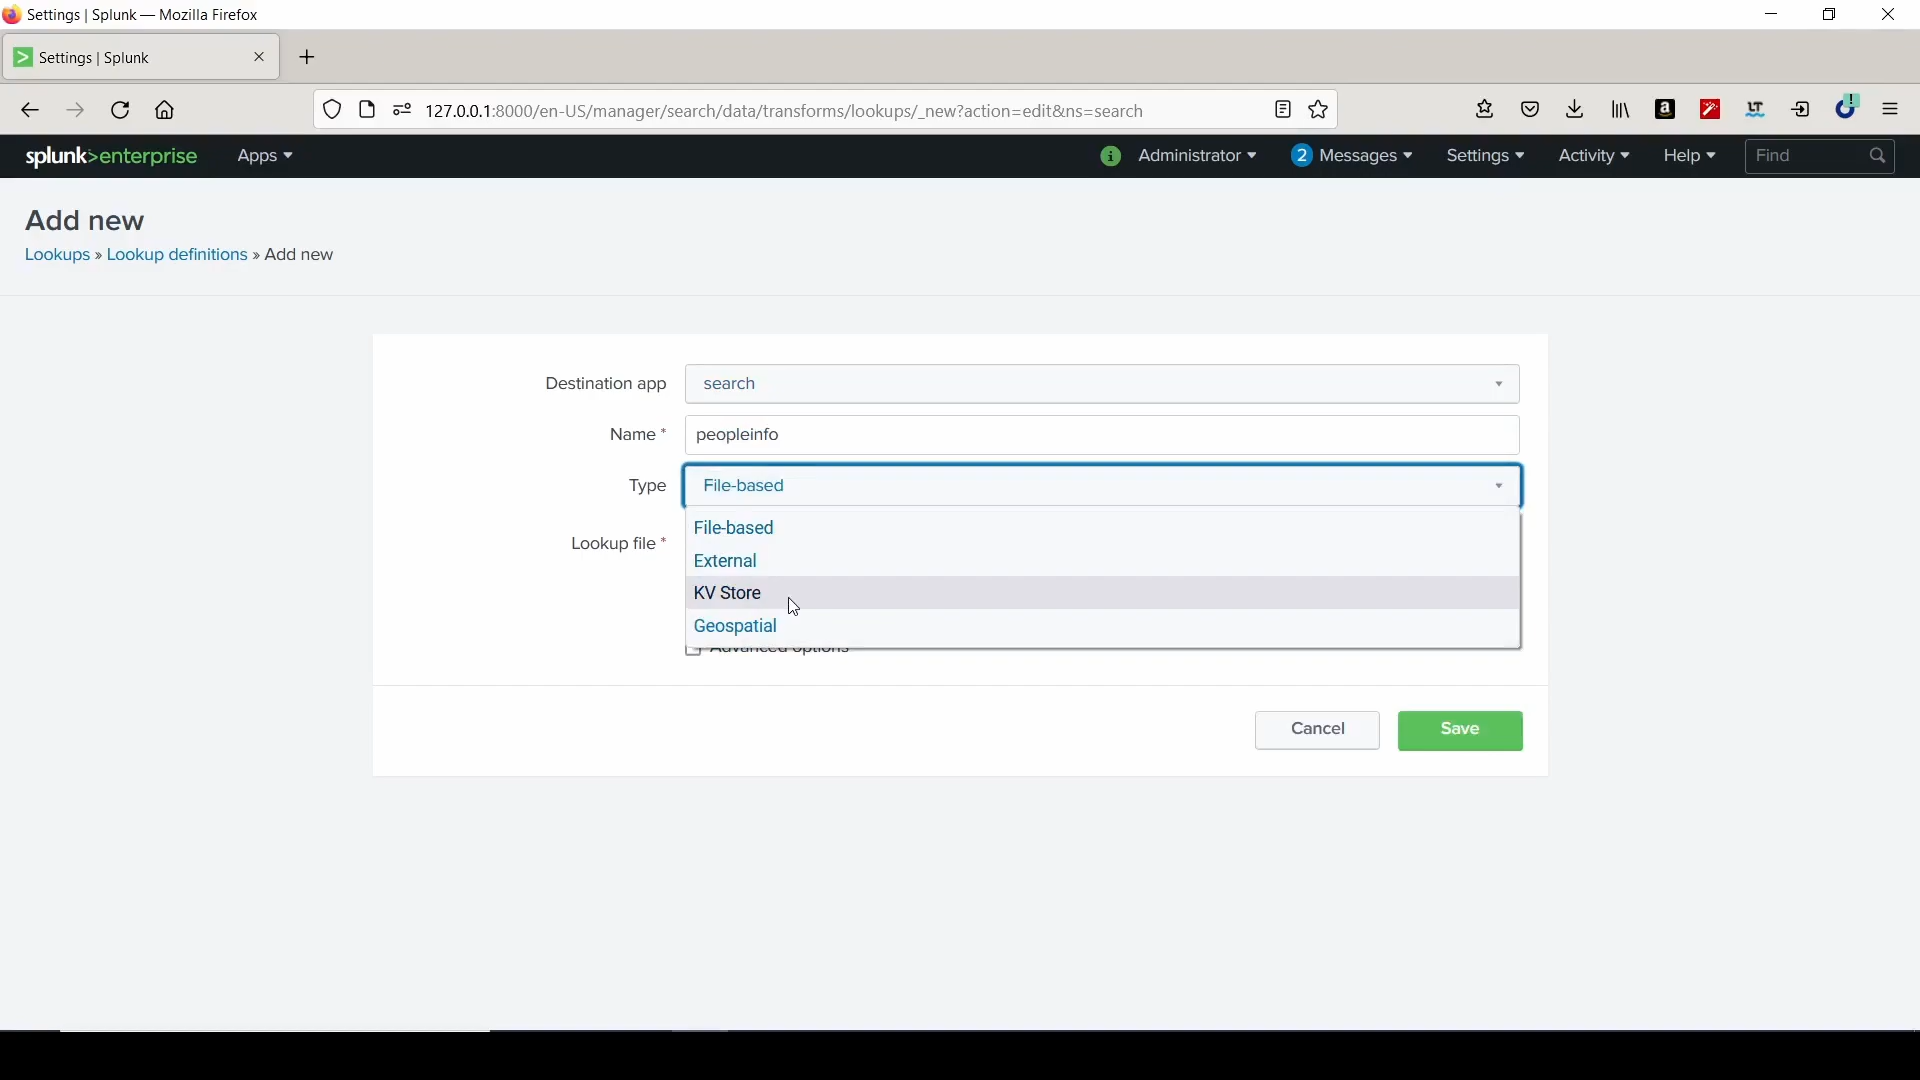 Settings | Splunk — Mozilla Firefox
Settings | Splunk
127.0.0.1:8000/en-US/manager/search/data/transforms/lookups/_new?action=edit&ns=search
splunk>enterprise Apps Administrator 2 Messages Settings Activity Help Find
Add new
Lookups » Lookup definitions » Add new
Destination app search
Name * peopleinfo
Type File-based
File-based
Lookup file *
External
KV Store
Geospatial
Advanced options
Cancel Save